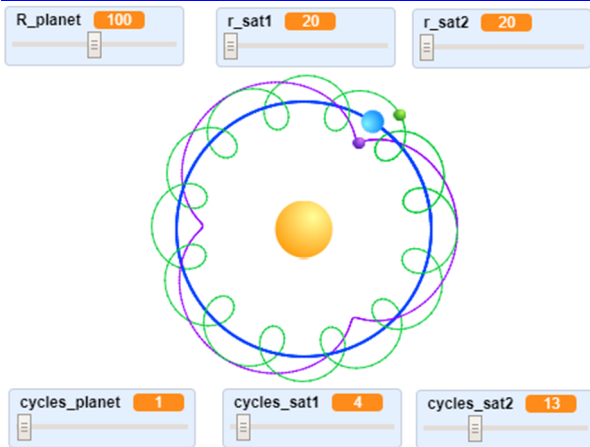 R_planet 100
r_sat1 20
r_sat2 20
cycles_planet 1
cycles_sat1 4
cycles_sat2 13